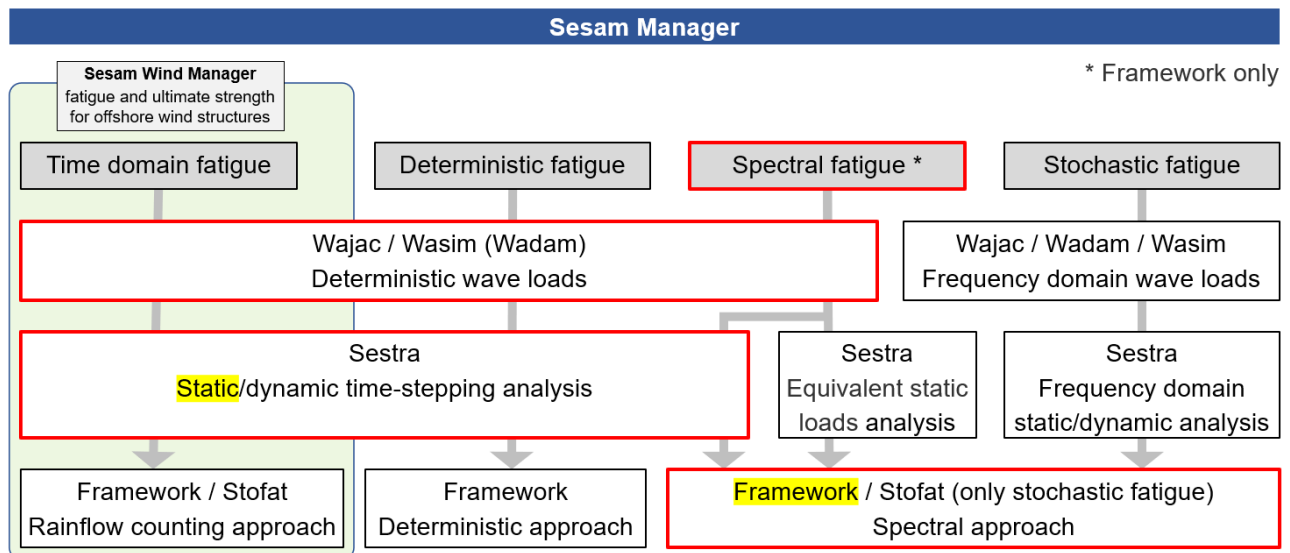 Sesam Manager
Sesam Wind Manager
fatigue and ultimate strength
for offshore wind structures
* Framework only
Time domain fatigue
Deterministic fatigue
Spectral fatigue *
Stochastic fatigue
Wajac / Wasim (Wadam)
Deterministic wave loads
Wajac / Wadam / Wasim
Frequency domain wave loads
Sestra
Static/dynamic time-stepping analysis
Sestra
Equivalent static
loads analysis
Sestra
Frequency domain
static/dynamic analysis
Framework / Stofat
Rainflow counting approach
Framework
Deterministic approach
Framework / Stofat (only stochastic fatigue)
Spectral approach